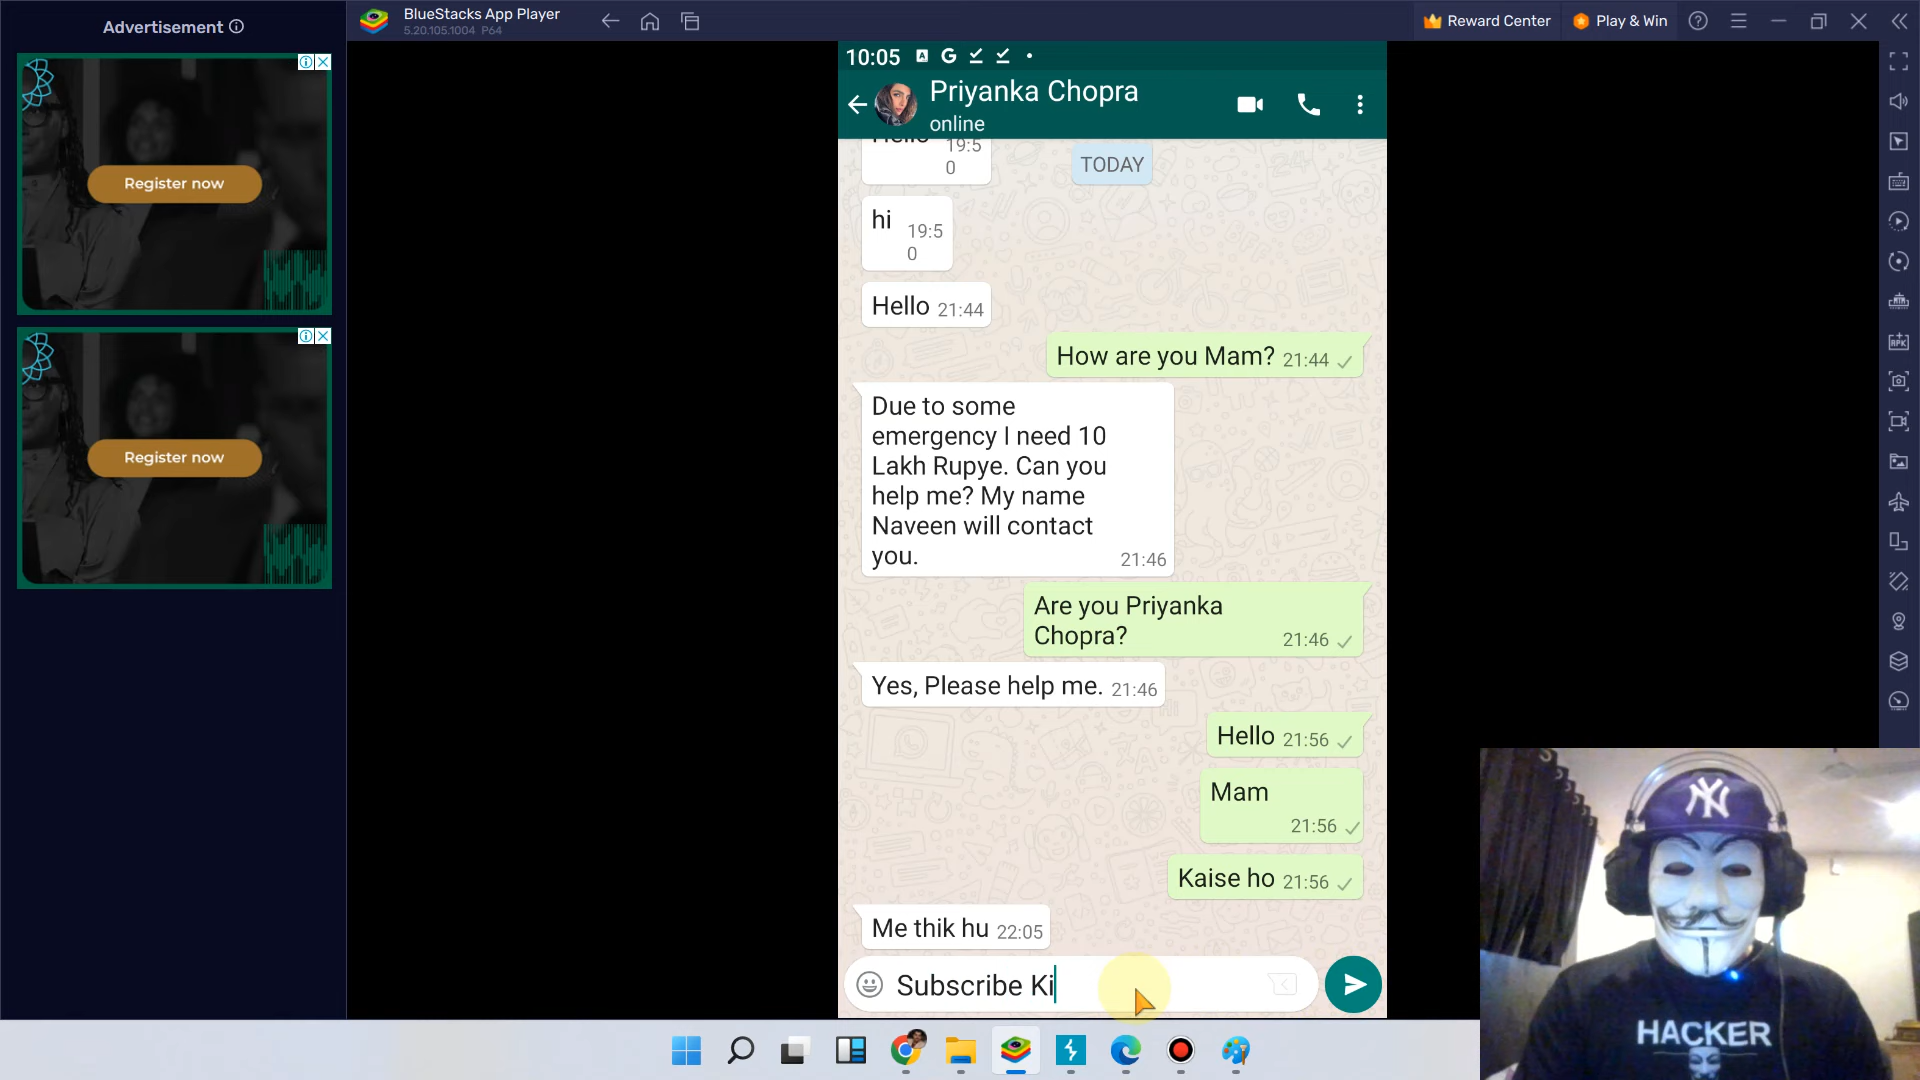 Advertisement
Register now
Register now
BlueStacks App Player
5.20.105.1004 P64
Reward Center
Play & Win
10:05
Priyanka Chopra
online
Hello 19:50
TODAY
hi 19:50
Hello 21:44
How are you Mam? 21:44
Due to some
emergency I need 10
Lakh Rupye. Can you
help me? My name
Naveen will contact
you. 21:46
Are you Priyanka
Chopra? 21:46
Yes, Please help me. 21:46
Hello 21:56
Mam
21:56
Kaise ho 21:56
Me thik hu 22:05
Subscribe Ki
NY
HACKER